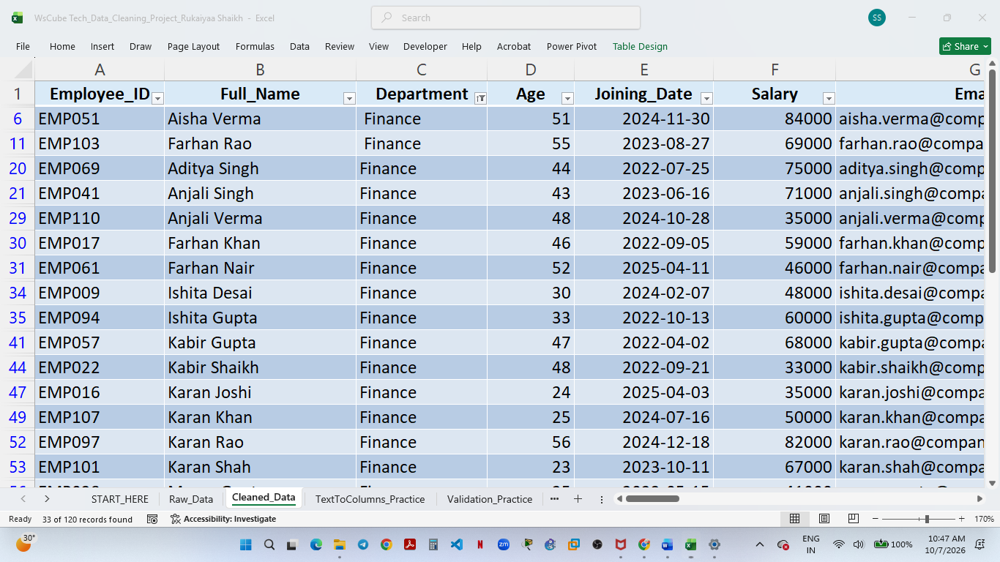 WsCube Tech_Data_Cleaning_Project_Rukaiyaa Shaikh - Excel
Search
SS
File Home Insert Draw Page Layout Formulas Data Review View Developer Help Acrobat Power Pivot Table Design
Share
A B C D E F G
1 Employee_ID Full_Name Department Age Joining_Date Salary Ema
6 EMP051 Aisha Verma Finance 51 2024-11-30 84000 aisha.verma@comp
11 EMP103 Farhan Rao Finance 55 2023-08-27 69000 farhan.rao@compa
20 EMP069 Aditya Singh Finance 44 2022-07-25 75000 aditya.singh@comp
21 EMP041 Anjali Singh Finance 43 2023-06-16 71000 anjali.singh@compa
29 EMP110 Anjali Verma Finance 48 2024-10-28 35000 anjali.verma@comp
30 EMP017 Farhan Khan Finance 46 2022-09-05 59000 farhan.khan@comp
31 EMP061 Farhan Nair Finance 52 2025-04-11 46000 farhan.nair@compa
34 EMP009 Ishita Desai Finance 30 2024-02-07 48000 ishita.desai@compa
35 EMP094 Ishita Gupta Finance 33 2022-10-13 60000 ishita.gupta@comp
41 EMP057 Kabir Gupta Finance 47 2022-04-02 68000 kabir.gupta@compa
44 EMP022 Kabir Shaikh Finance 48 2022-09-21 33000 kabir.shaikh@comp
47 EMP016 Karan Joshi Finance 24 2025-04-03 35000 karan.joshi@compa
49 EMP107 Karan Khan Finance 25 2024-07-16 50000 karan.khan@compa
52 EMP097 Karan Rao Finance 56 2024-12-18 82000 karan.rao@compan
53 EMP101 Karan Shah Finance 23 2023-10-11 67000 karan.shah@compa
START_HERE Raw_Data Cleaned_Data TextToColumns_Practice Validation_Practice
Ready 33 of 120 records found Accessibility: Investigate 170%
30°
zm
N
ENG
IN
100%
10:47 AM
10/7/2026